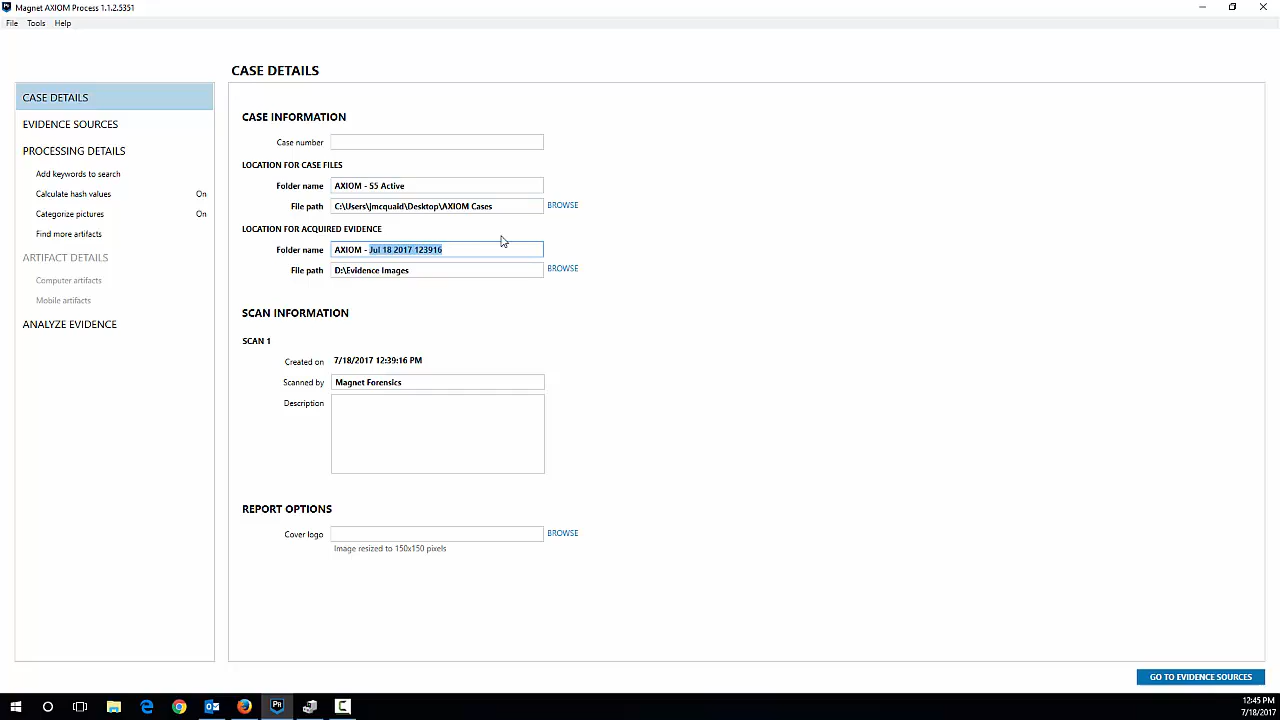 Magnet AXIOM Process 1.1.2.5351
File Tools Help
CASE DETAILS
CASE DETAILS
EVIDENCE SOURCES
PROCESSING DETAILS
Add keywords to search
Calculate hash values On
Categorize pictures On
Find more artifacts
ARTIFACT DETAILS
Computer artifacts
Mobile artifacts
ANALYZE EVIDENCE
CASE INFORMATION
Case number
LOCATION FOR CASE FILES
Folder name AXIOM - S5 Active
File path C:\Users\jmcquaid\Desktop\AXIOM Cases BROWSE
LOCATION FOR ACQUIRED EVIDENCE
Folder name AXIOM - Jul 18 2017 123916
File path D:\Evidence Images BROWSE
SCAN INFORMATION
SCAN 1
Created on 7/18/2017 12:39:16 PM
Scanned by Magnet Forensics
Description
REPORT OPTIONS
Cover logo BROWSE
Image resized to 150x150 pixels
GO TO EVIDENCE SOURCES
12:45 PM
7/18/2017